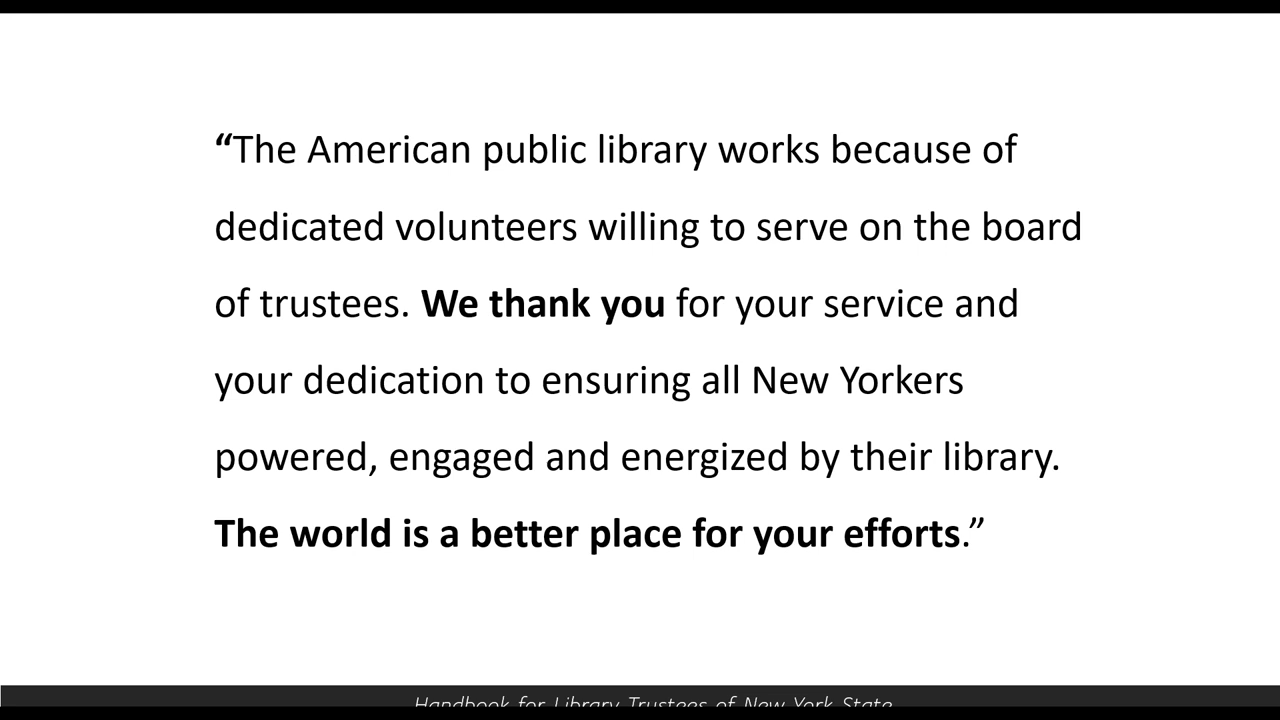 “The American public library works because of
dedicated volunteers willing to serve on the board
of trustees. We thank you for your service and
your dedication to ensuring all New Yorkers
powered, engaged and energized by their library.
The world is a better place for your efforts.”
Handbook for Library Trustees of New York State